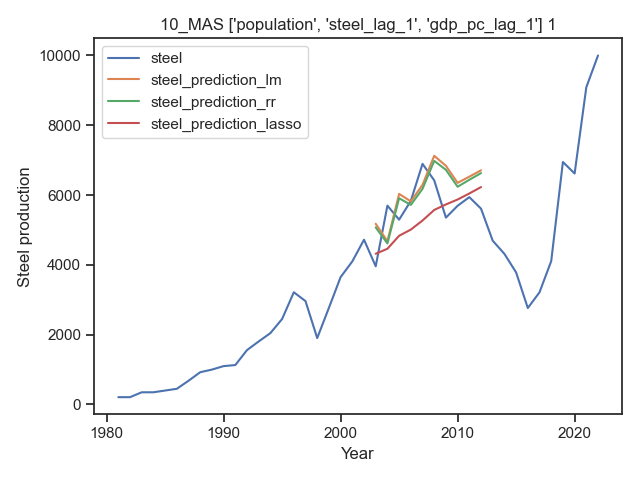 10_MAS ['population', 'steel_lag_1', 'gdp_pc_lag_1'] 1
steel
steel_prediction_lm
steel_prediction_rr
steel_prediction_lasso
10000
8000
6000
4000
2000
0
Steel production
1980
1990
2000
2010
2020
Year